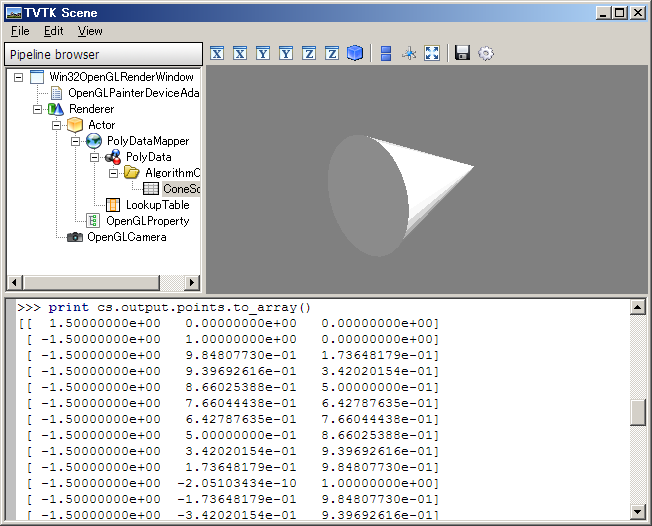 TVTK Scene
File Edit View
Pipeline browser
X X Y Y Z Z
Win32OpenGLRenderWindow
OpenGLPainterDeviceAda
Renderer
Actor
PolyDataMapper
PolyData
AlgorithmO
ConeSo
LookupTable
OpenGLProperty
OpenGLCamera
>>> print cs.output.points.to_array()
[[ 1.50000000e+00 0.00000000e+00 0.00000000e+00]
[ -1.50000000e+00 1.00000000e+00 0.00000000e+00]
[ -1.50000000e+00 9.84807730e-01 1.73648179e-01]
[ -1.50000000e+00 9.39692616e-01 3.42020154e-01]
[ -1.50000000e+00 8.66025388e-01 5.00000000e-01]
[ -1.50000000e+00 7.66044438e-01 6.42787635e-01]
[ -1.50000000e+00 6.42787635e-01 7.66044438e-01]
[ -1.50000000e+00 5.00000000e-01 8.66025388e-01]
[ -1.50000000e+00 3.42020154e-01 9.39692616e-01]
[ -1.50000000e+00 1.73648179e-01 9.84807730e-01]
[ -1.50000000e+00 -2.05103434e-10 1.00000000e+00]
[ -1.50000000e+00 -1.73648179e-01 9.84807730e-01]
[ -1.50000000e+00 -3.42020154e-01 9.39692616e-01]